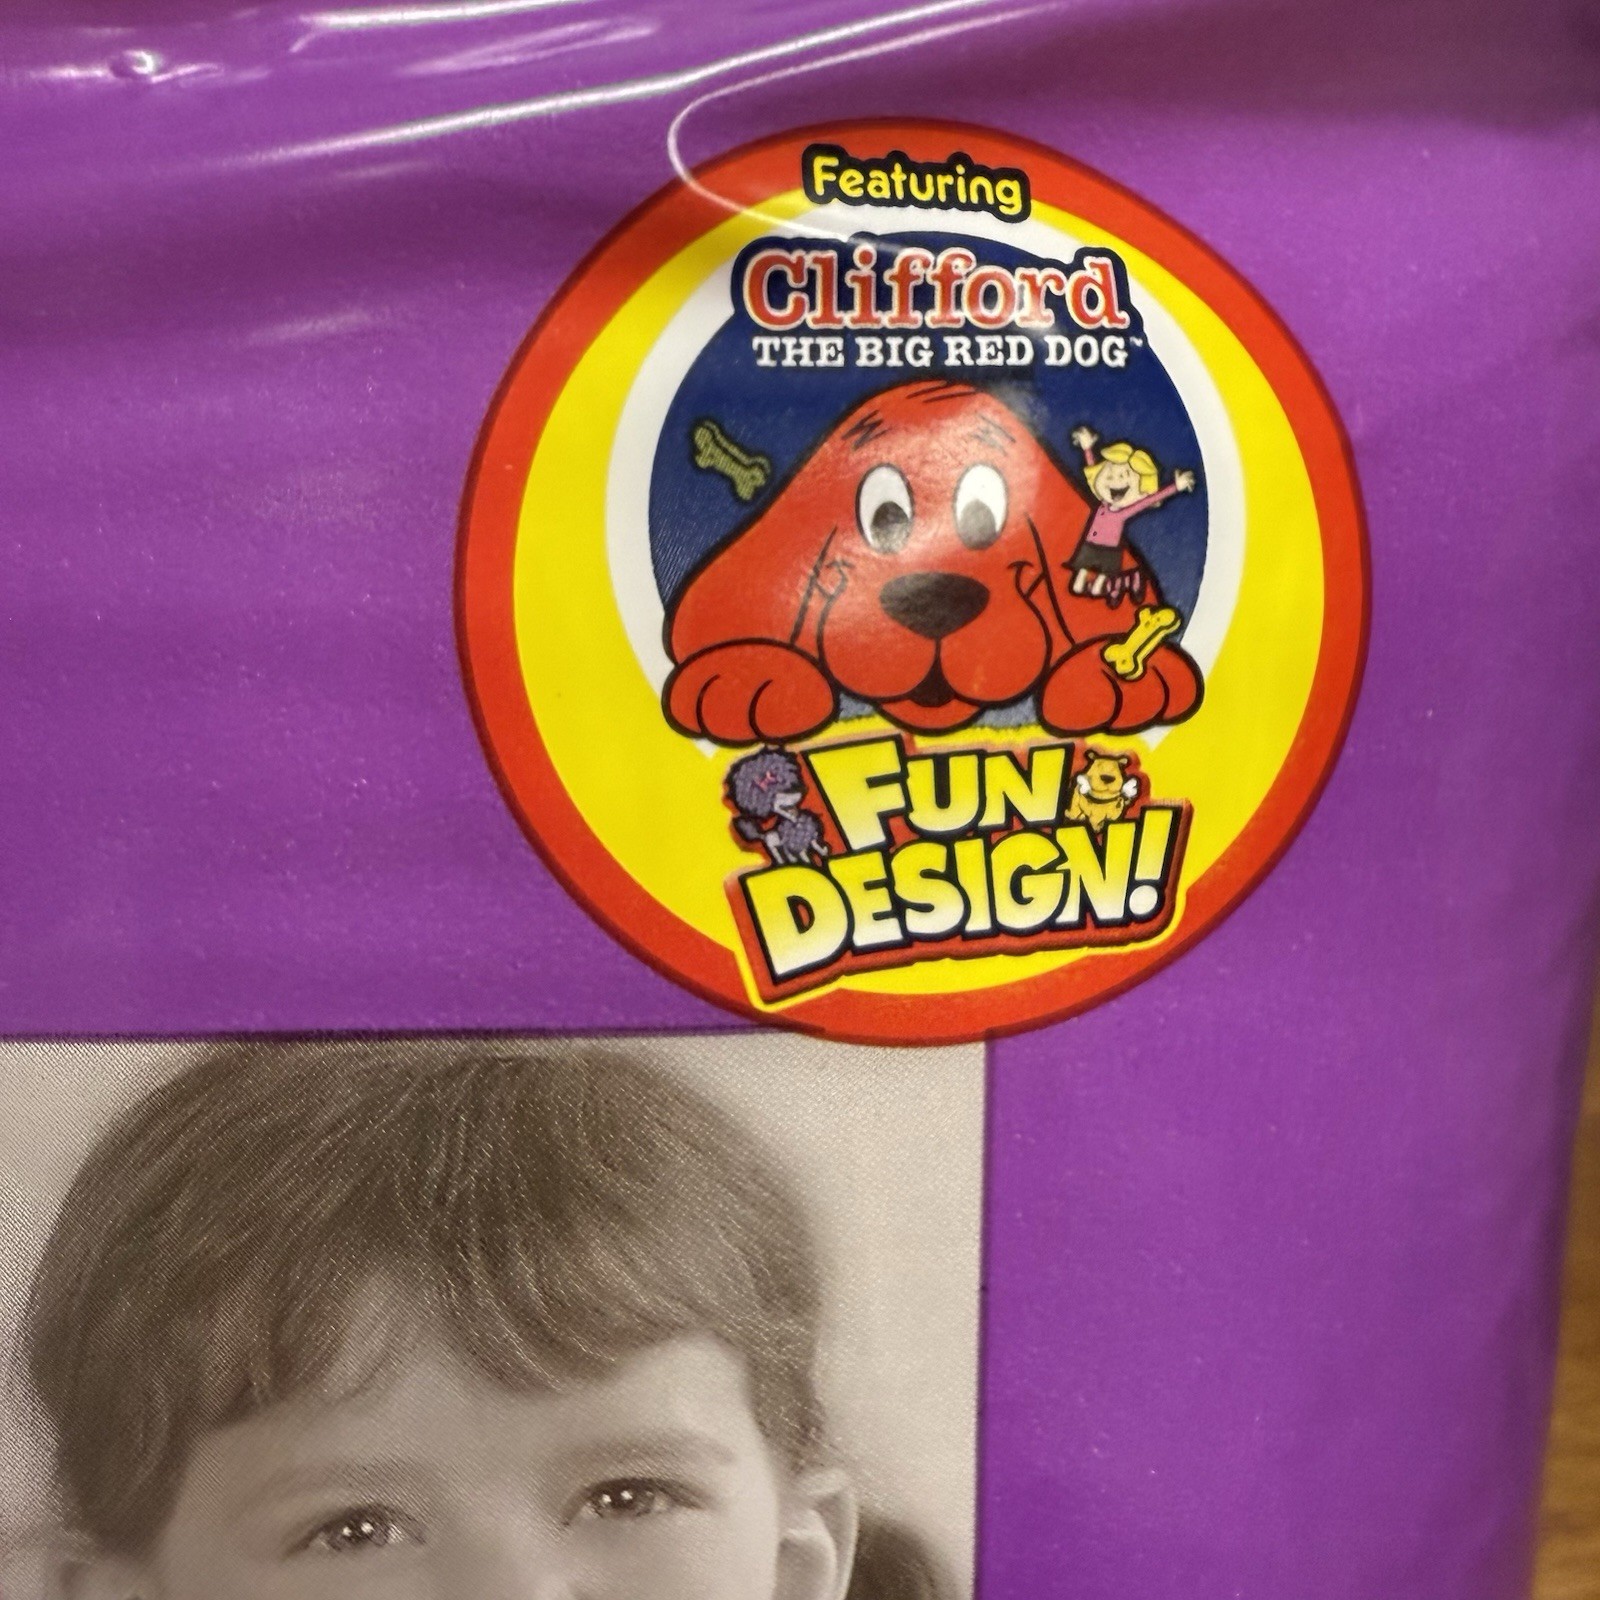 Featuring
Clifford
THE BIG RED DOG™
FUN
DESIGN!